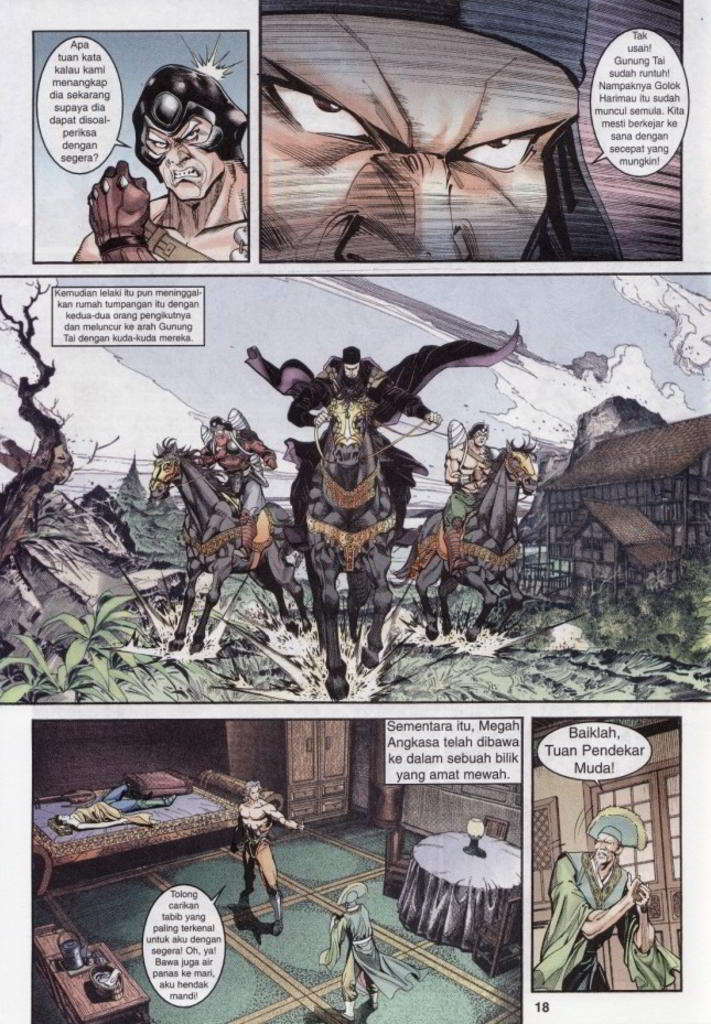 Apa
tuan kata
kalau kami
menangkap
dia sekarang
supaya dia
dapat disoal-
periksa
dengan
segera?
Tak
usah!
Gunung Tai
sudah runtuh!
Nampaknya Golok
Harimau itu sudah
muncul semula. Kita
mesti berkejar ke
sana dengan
secepat yang
mungkin!
Kemudian lelaki itu pun meninggal-
kan rumah tumpangan itu dengan
kedua-dua orang pengikutnya
dan meluncur ke arah Gunung
Tai dengan kuda-kuda mereka.
Sementara itu, Megah
Angkasa telah dibawa
ke dalam sebuah bilik
yang amat mewah.
Tolong
carikan
tabib yang
paling terkenal
untuk aku dengan
segera! Oh, ya!
Bawa juga air
panas ke mari,
aku hendak
mandi!
Baiklah,
Tuan Pendekar
Muda!
18